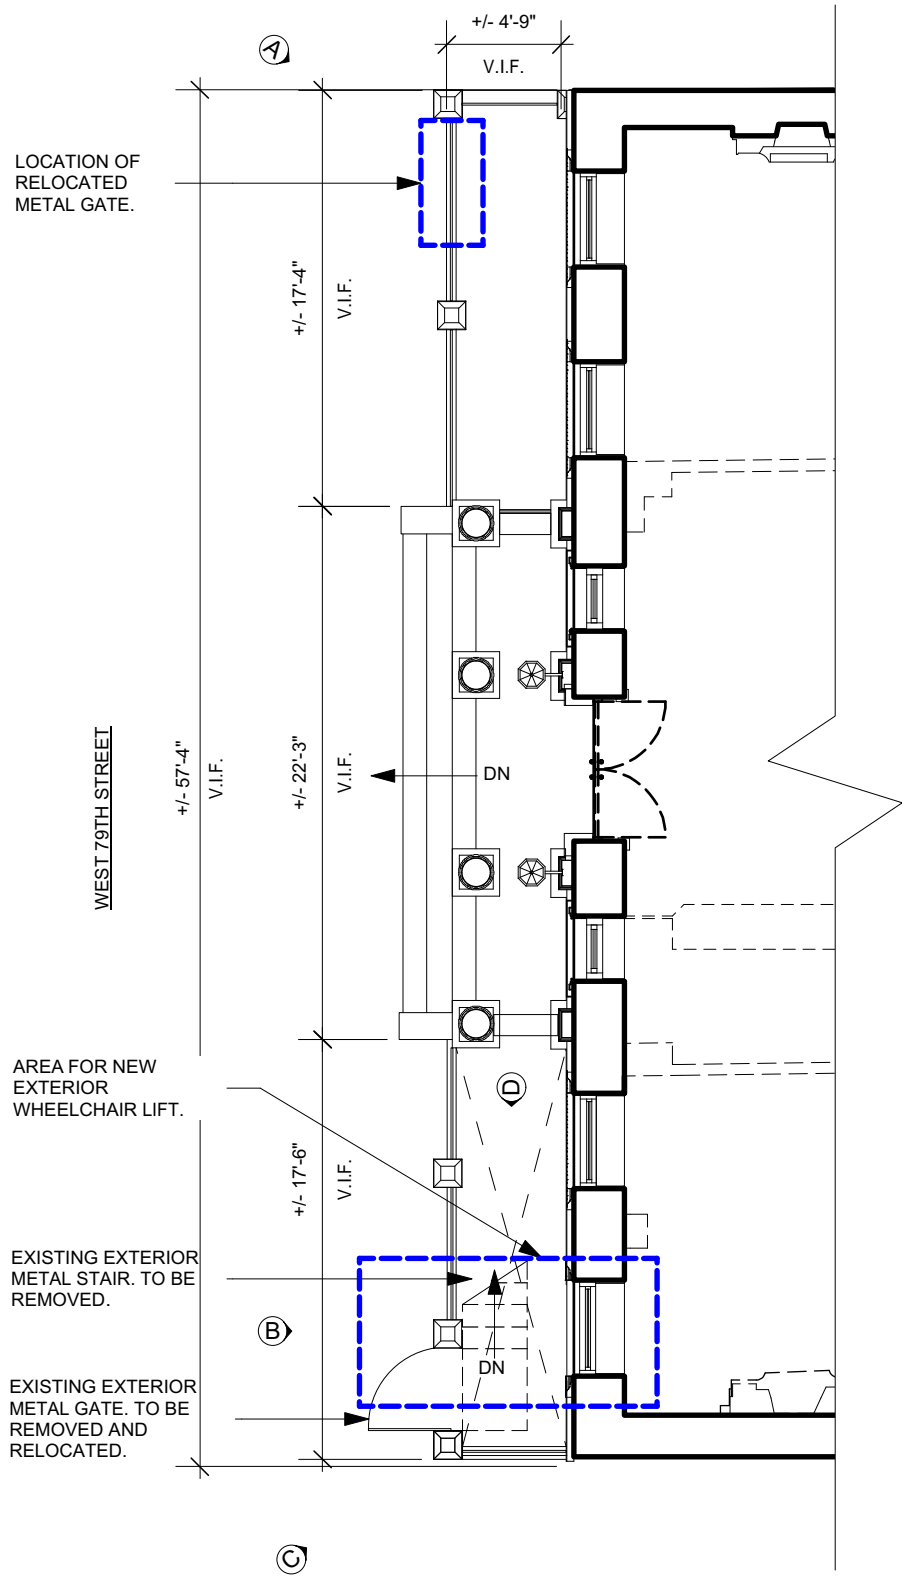 +/- 4'-9"
V.I.F.
A
LOCATION OF
RELOCATED
METAL GATE.
+/- 17'-4"
V.I.F.
WEST 79TH STREET
+/- 57'-4"
V.I.F.
+/- 22'-3"
V.I.F.
DN
AREA FOR NEW
EXTERIOR
WHEELCHAIR LIFT.
D
+/- 17'-6"
V.I.F.
EXISTING EXTERIOR
METAL STAIR. TO BE
REMOVED.
B
DN
EXISTING EXTERIOR
METAL GATE. TO BE
REMOVED AND
RELOCATED.
C